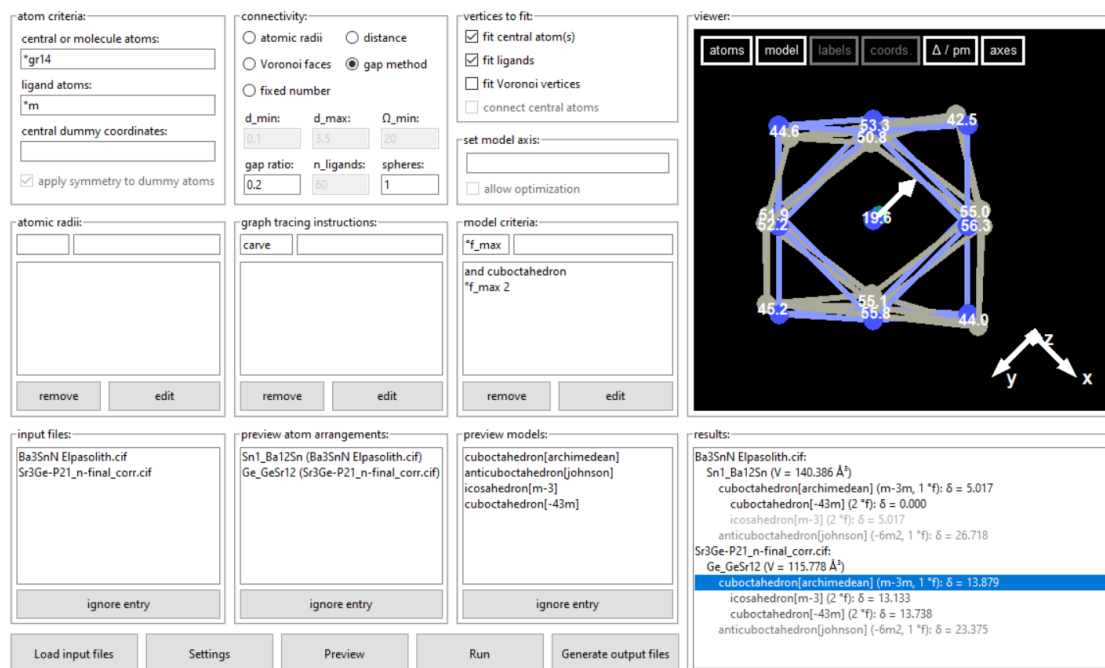 atom criteria:
central or molecule atoms:
*gr14
ligand atoms:
*m
central dummy coordinates:
apply symmetry to dummy atoms
connectivity:
atomic radii
distance
Voronoi faces
gap method
fixed number
d_min:
d_max:
Ω_min:
0.1
3.5
20
gap ratio:
n_ligands:
spheres:
0.2
60
1
vertices to fit:
fit central atom(s)
fit ligands
fit Voronoi vertices
connect central atoms
set model axis:
allow optimization
viewer:
atoms
model
labels
coords.
Δ / pm
axes
44.6
53.3
50.8
42.5
51.9
52.2
19.6
55.0
56.3
45.2
55.1
55.8
44.0
z
y
x
atomic radii:
remove
edit
graph tracing instructions:
carve
remove
edit
model criteria:
°f_max
and cuboctahedron
°f_max 2
remove
edit
input files:
Ba3SnN Elpasolith.cif
Sr3Ge-P21_n-final_corr.cif
ignore entry
preview atom arrangements:
Sn1_Ba12Sn (Ba3SnN Elpasolith.cif)
Ge_GeSr12 (Sr3Ge-P21_n-final_corr.cif)
ignore entry
preview models:
cuboctahedron[archimedean]
anticuboctahedron[johnson]
icosahedron[m-3]
cuboctahedron[-43m]
ignore entry
results:
Ba3SnN Elpasolith.cif:
Sn1_Ba12Sn (V = 140.386 Å³)
cuboctahedron[archimedean] (m-3m, 1 °f): δ = 5.017
cuboctahedron[-43m] (2 °f): δ = 0.000
icosahedron[m-3] (2 °f): δ = 5.017
anticuboctahedron[johnson] (-6m2, 1 °f): δ = 26.718
Sr3Ge-P21_n-final_corr.cif:
Ge_GeSr12 (V = 115.778 Å³)
cuboctahedron[archimedean] (m-3m, 1 °f): δ = 13.879
icosahedron[m-3] (2 °f): δ = 13.133
cuboctahedron[-43m] (2 °f): δ = 13.738
anticuboctahedron[johnson] (-6m2, 1 °f): δ = 23.375
Load input files
Settings
Preview
Run
Generate output files